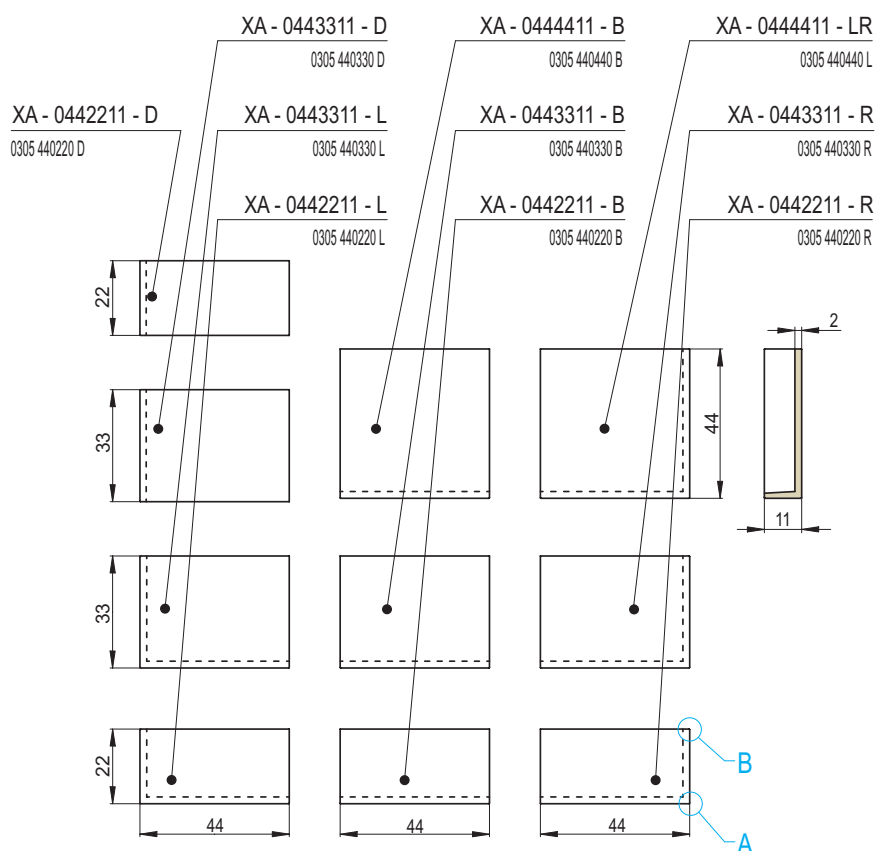 XA - 0443311 - D
0305 440330 D
XA - 0444411 - B
0305 440440 B
XA - 0444411 - LR
0305 440440 L
XA - 0442211 - D
0305 440220 D
XA - 0443311 - L
0305 440330 L
XA - 0443311 - B
0305 440330 B
XA - 0443311 - R
0305 440330 R
XA - 0442211 - L
0305 440220 L
XA - 0442211 - B
0305 440220 B
XA - 0442211 - R
0305 440220 R
22
2
33
44
11
33
22
B
44
44
44
A